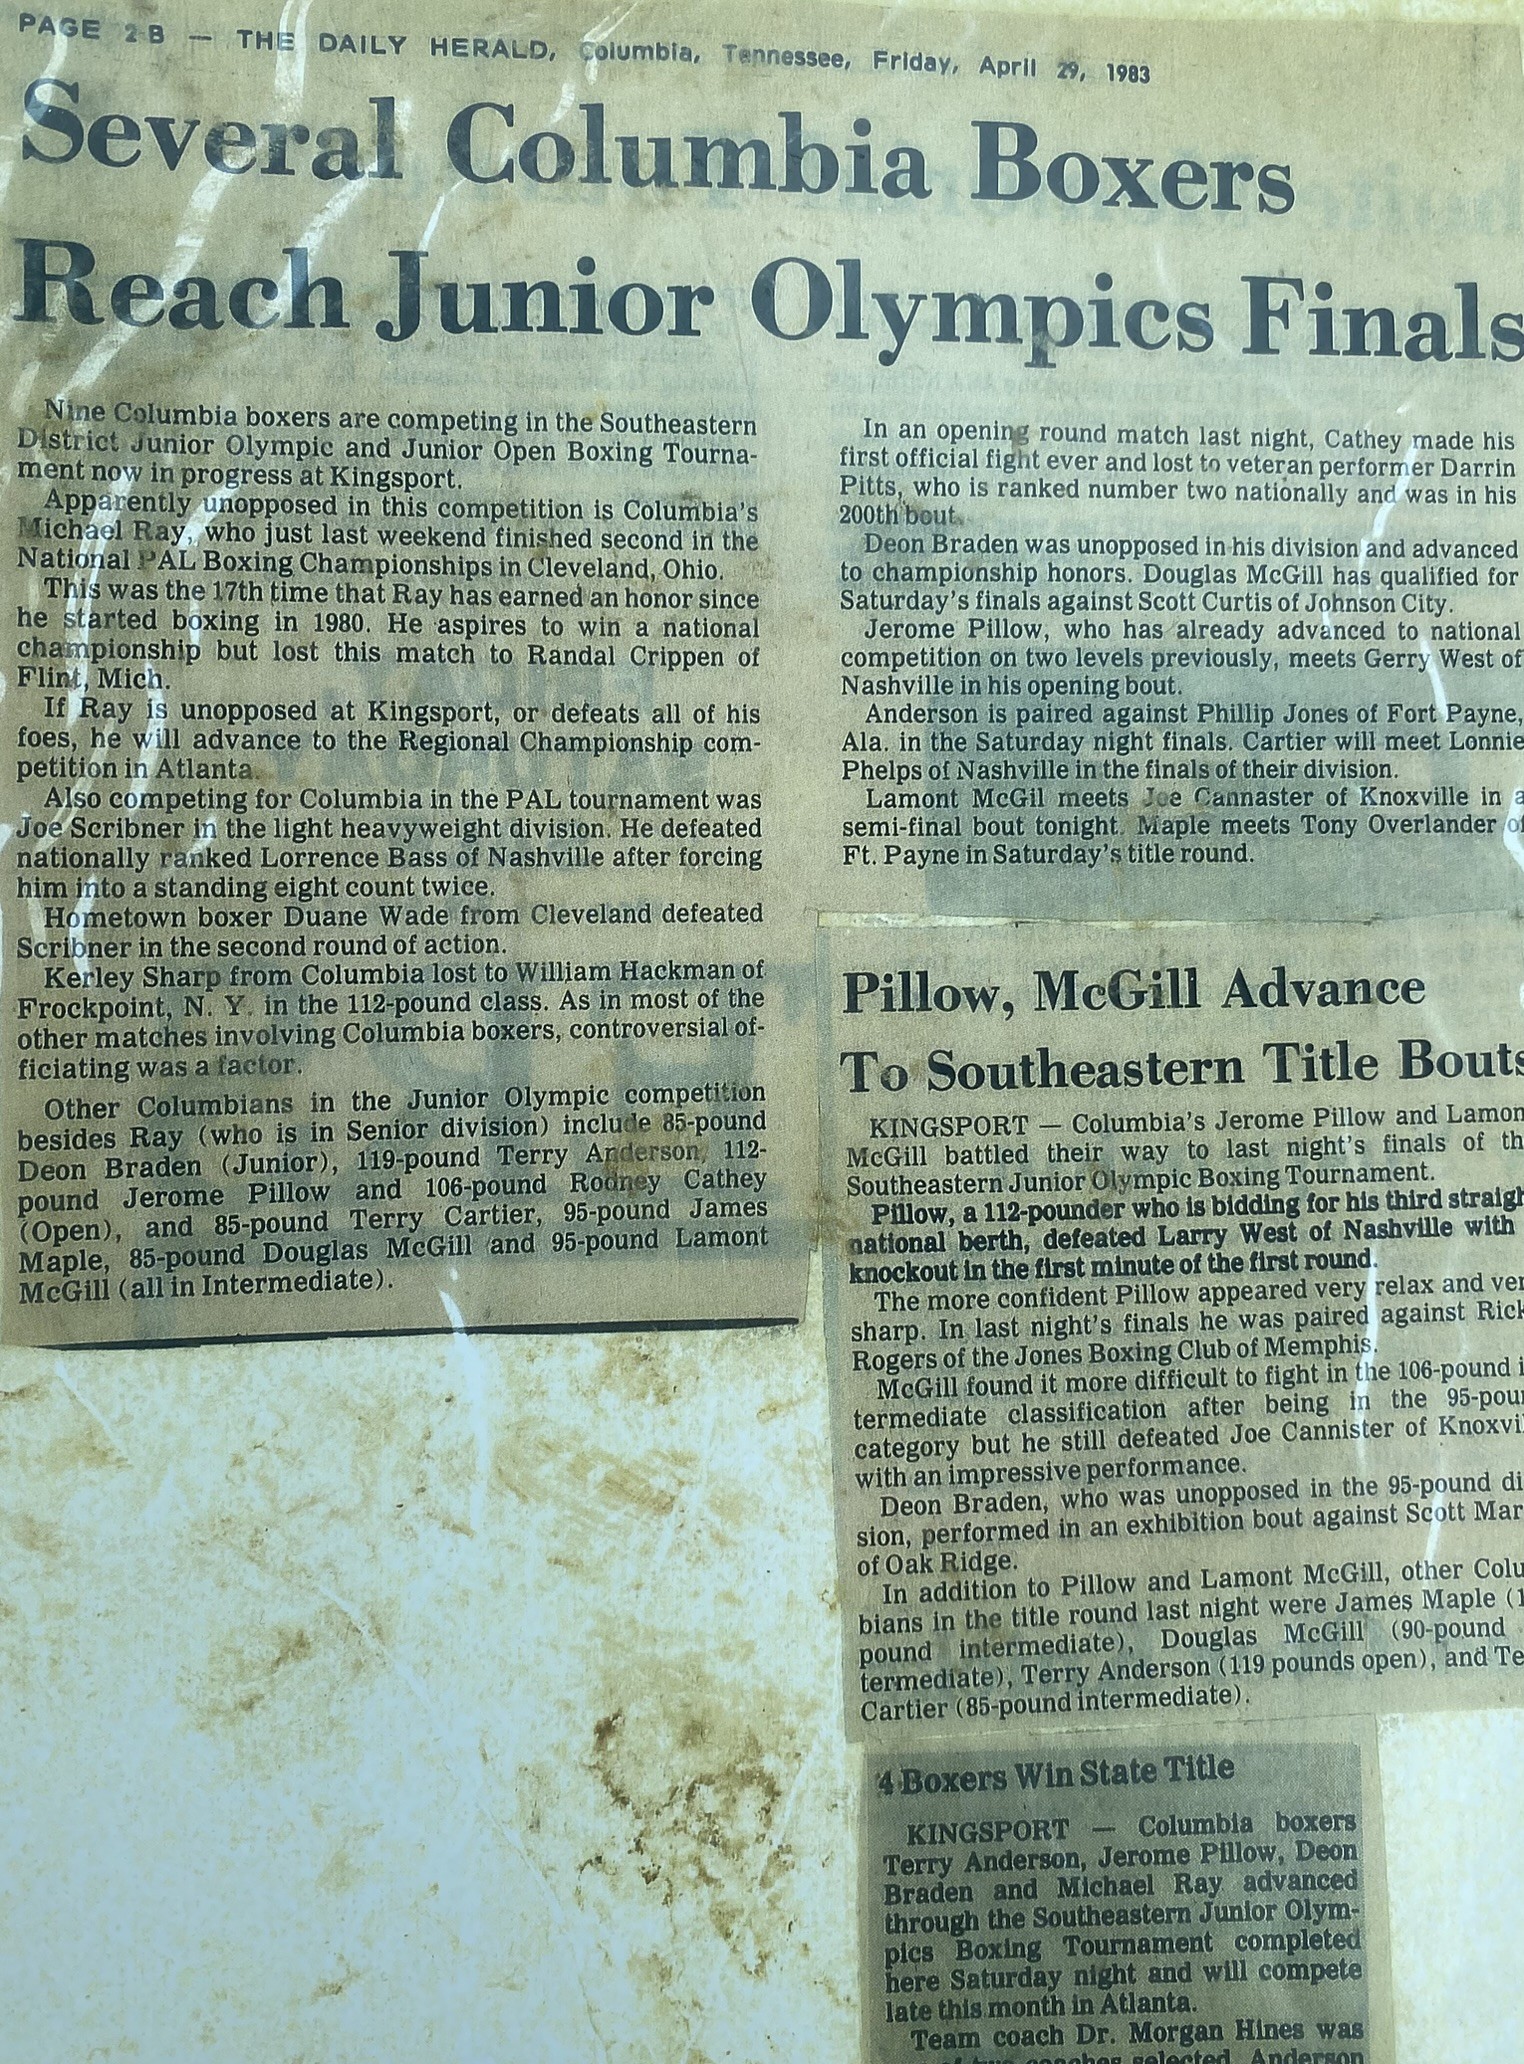 PAGE 2 B — THE DAILY HERALD, Columbia, Tennessee, Friday, April 29, 1983
Several Columbia Boxers
Reach Junior Olympics Finals
Nine Columbia boxers are competing in the Southeastern
District Junior Olympic and Junior Open Boxing Tourna-
ment now in progress at Kingsport.
Apparently unopposed in this competition is Columbia's
Michael Ray, who just last weekend finished second in the
National PAL Boxing Championships in Cleveland, Ohio.
This was the 17th time that Ray has earned an honor since
he started boxing in 1980. He aspires to win a national
championship but lost this match to Randal Crippen of
Flint, Mich.
If Ray is unopposed at Kingsport, or defeats all of his
foes, he will advance to the Regional Championship com-
petition in Atlanta.
Also competing for Columbia in the PAL tournament was
Joe Scribner in the light heavyweight division. He defeated
nationally ranked Lorrence Bass of Nashville after forcing
him into a standing eight count twice.
Hometown boxer Duane Wade from Cleveland defeated
Scribner in the second round of action.
Kerley Sharp from Columbia lost to William Hackman of
Frockpoint, N. Y. in the 112-pound class. As in most of the
other matches involving Columbia boxers, controversial of-
ficiating was a factor.
Other Columbians in the Junior Olympic competition
besides Ray (who is in Senior division) include 85-pound
Deon Braden (Junior), 119-pound Terry Anderson, 112-
pound Jerome Pillow and 106-pound Rodney Cathey
(Open), and 85-pound Terry Cartier, 95-pound James
Maple, 85-pound Douglas McGill and 95-pound Lamont
McGill (all in Intermediate).
In an opening round match last night, Cathey made his
first official fight ever and lost to veteran performer Darrin
Pitts, who is ranked number two nationally and was in his
200th bout.
Deon Braden was unopposed in his division and advanced
to championship honors. Douglas McGill has qualified for
Saturday's finals against Scott Curtis of Johnson City.
Jerome Pillow, who has already advanced to national
competition on two levels previously, meets Gerry West of
Nashville in his opening bout.
Anderson is paired against Phillip Jones of Fort Payne,
Ala. in the Saturday night finals. Cartier will meet Lonnie
Phelps of Nashville in the finals of their division.
Lamont McGil meets Joe Cannaster of Knoxville in a
semi-final bout tonight. Maple meets Tony Overlander of
Ft. Payne in Saturday's title round.
Pillow, McGill Advance
To Southeastern Title Bouts
KINGSPORT — Columbia's Jerome Pillow and Lamon
McGill battled their way to last night's finals of th
Southeastern Junior Olympic Boxing Tournament.
Pillow, a 112-pounder who is bidding for his third straigh
national berth, defeated Larry West of Nashville with
knockout in the first minute of the first round.
The more confident Pillow appeared very relax and ver
sharp. In last night's finals he was paired against Rick
Rogers of the Jones Boxing Club of Memphis.
McGill found it more difficult to fight in the 106-pound i
termediate classification after being in the 95-poun
category but he still defeated Joe Cannister of Knoxvil
with an impressive performance.
Deon Braden, who was unopposed in the 95-pound di
sion, performed in an exhibition bout against Scott Mar
of Oak Ridge.
In addition to Pillow and Lamont McGill, other Colu
bians in the title round last night were James Maple (1
pound intermediate), Douglas McGill (90-pound
termediate), Terry Anderson (119 pounds open), and Te
Cartier (85-pound intermediate).
4 Boxers Win State Title
KINGSPORT — Columbia boxers
Terry Anderson, Jerome Pillow, Deon
Braden and Michael Ray advanced
through the Southeastern Junior Olym-
pics Boxing Tournament completed
here Saturday night and will compete
late this month in Atlanta.
Team coach Dr. Morgan Hines was
of two coaches selected. Anderson